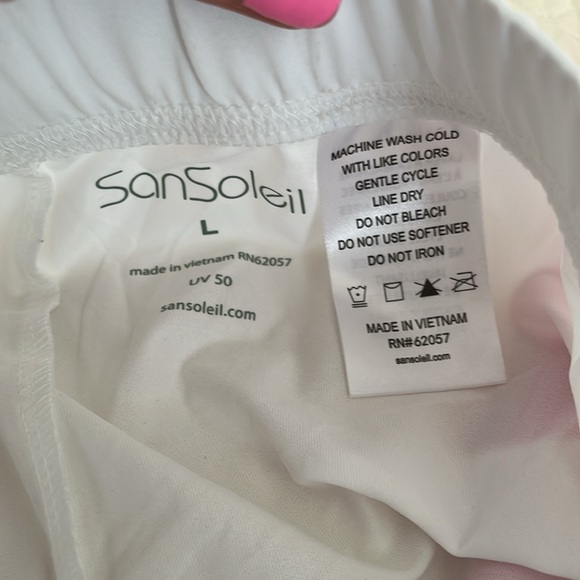 SanSoleil
L
made in vietnam RN62057
UV 50
sansoleil.com
MACHINE WASH COLD
WITH LIKE COLORS
GENTLE CYCLE
LINE DRY
DO NOT BLEACH
DO NOT USE SOFTENER
DO NOT IRON
MADE IN VIETNAM
RN#62057
sansoleil.com